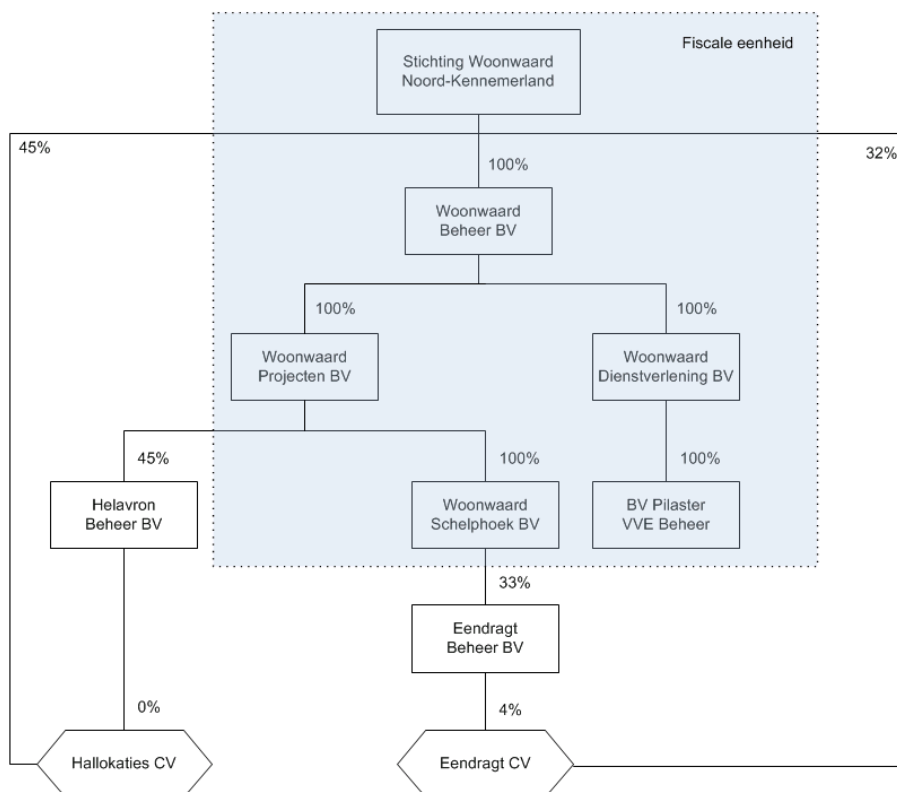 Fiscale eenheid
Stichting Woonwaard
Noord-Kennemerland
45%
32%
100%
Woonwaard
Beheer BV
100%
100%
Woonwaard
Projecten BV
Woonwaard
Dienstverlening BV
45%
100%
100%
Helavron
Beheer BV
Woonwaard
Schelphoek BV
BV Pilaster
VVE Beheer
33%
Eendragt
Beheer BV
0%
4%
Hallokaties CV
Eendragt CV